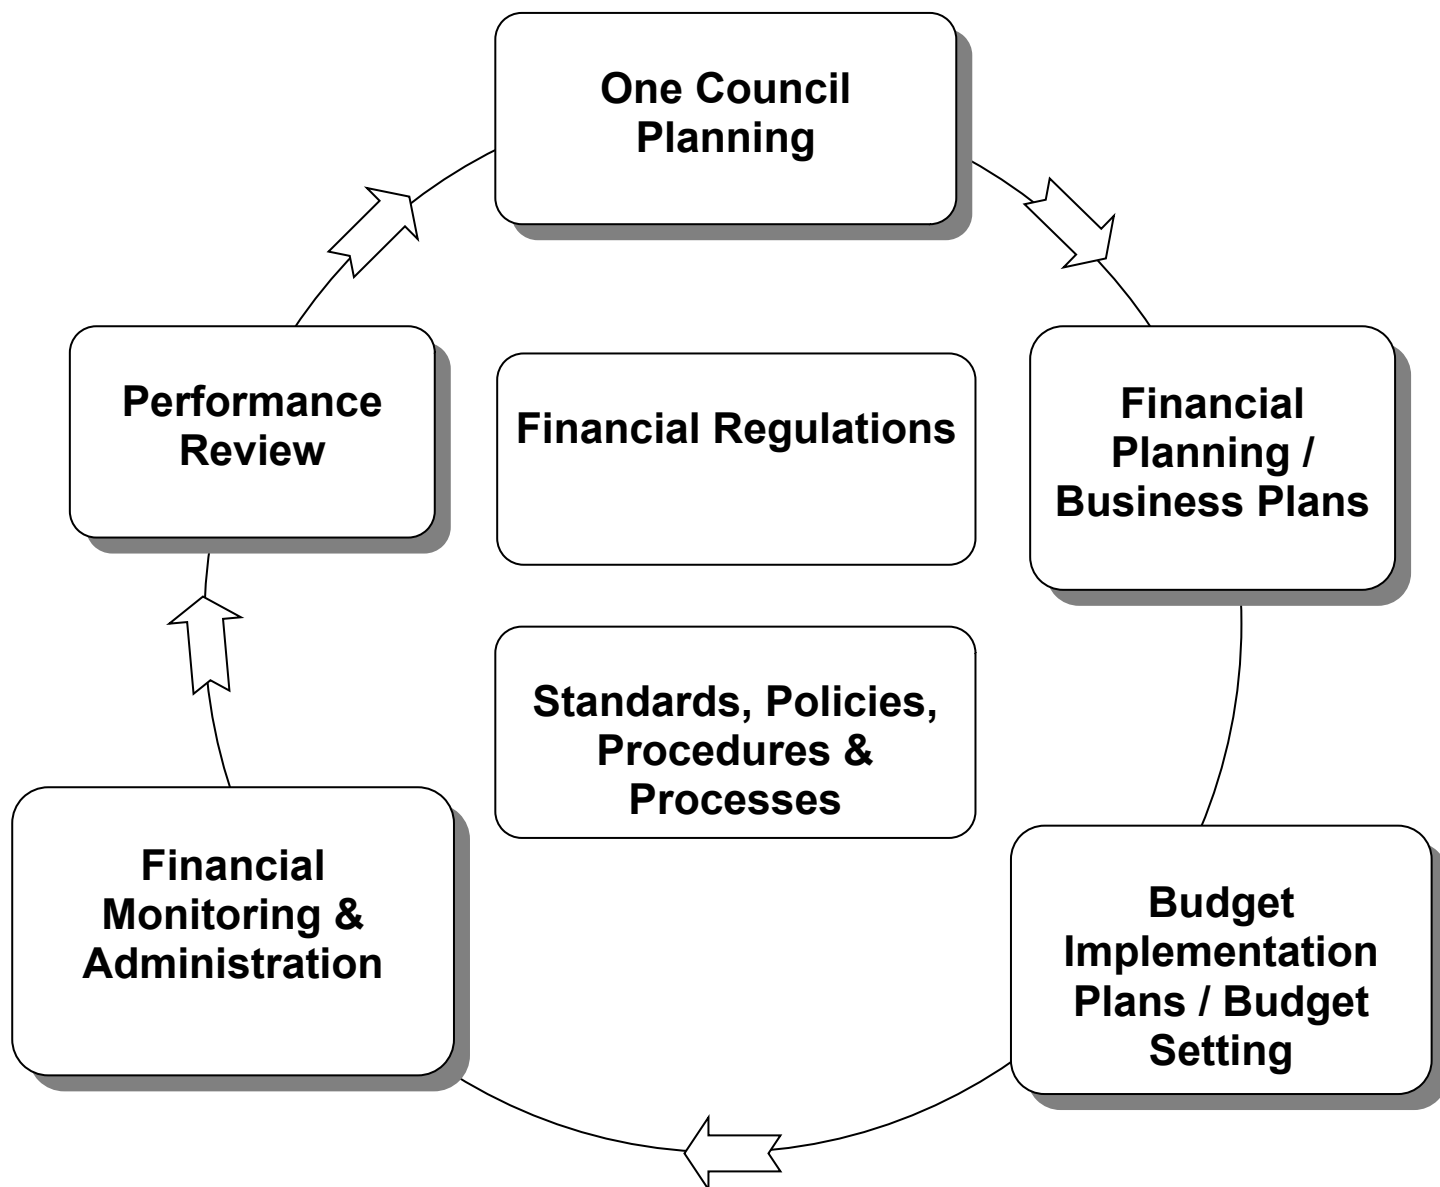 One Council
Planning
Performance
Review
Financial Regulations
Financial
Planning /
Business Plans
Standards, Policies,
Procedures &
Processes
Financial
Monitoring &
Administration
Budget
Implementation
Plans / Budget
Setting